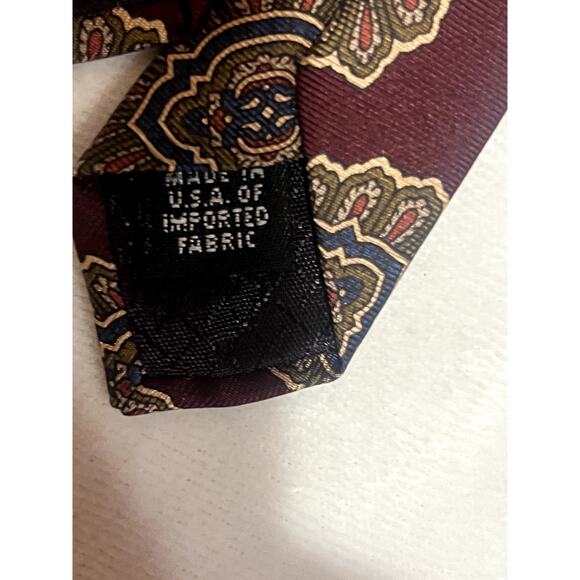 MADE IN
U.S.A. OF
IMPORTED
FABRIC